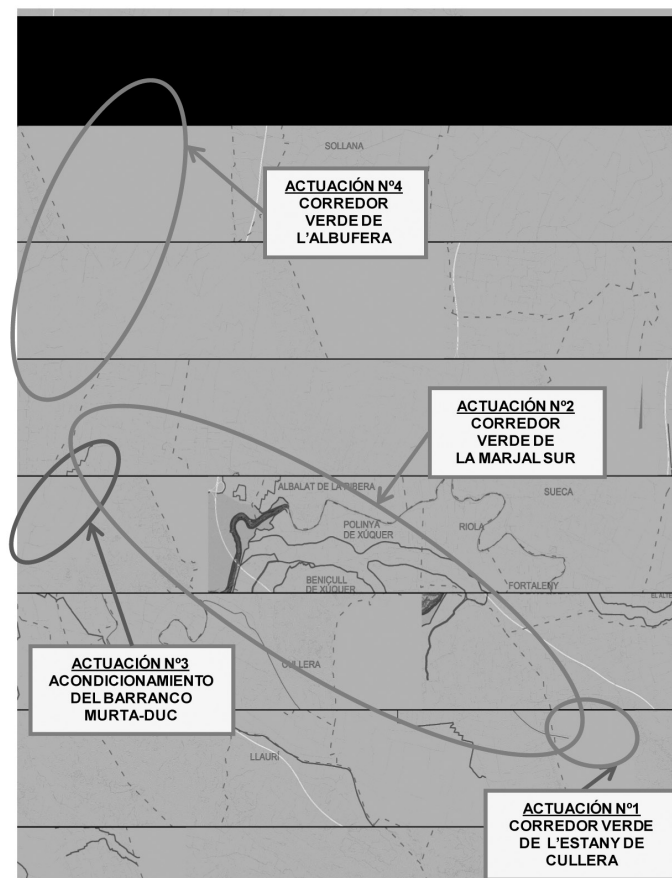 SOLLANA
ACTUACIÓN Nº4
CORREDOR
VERDE DE
L'ALBUFERA
ACTUACIÓN Nº2
CORREDOR
VERDE DE
LA MARJAL SUR
ALBALAT DE LA RIBERA
SUECA
POLINYA
DE XÚQUER
RIOLA
BENICULL
DE XÚQUER
FORTALENY
ACTUACIÓN Nº3
ACONDICIONAMIENTO
DEL BARRANCO
MURTA-DUC
CULLERA
LLAURÍ
ACTUACIÓN Nº1
CORREDOR VERDE
DE L'ESTANY DE
CULLERA